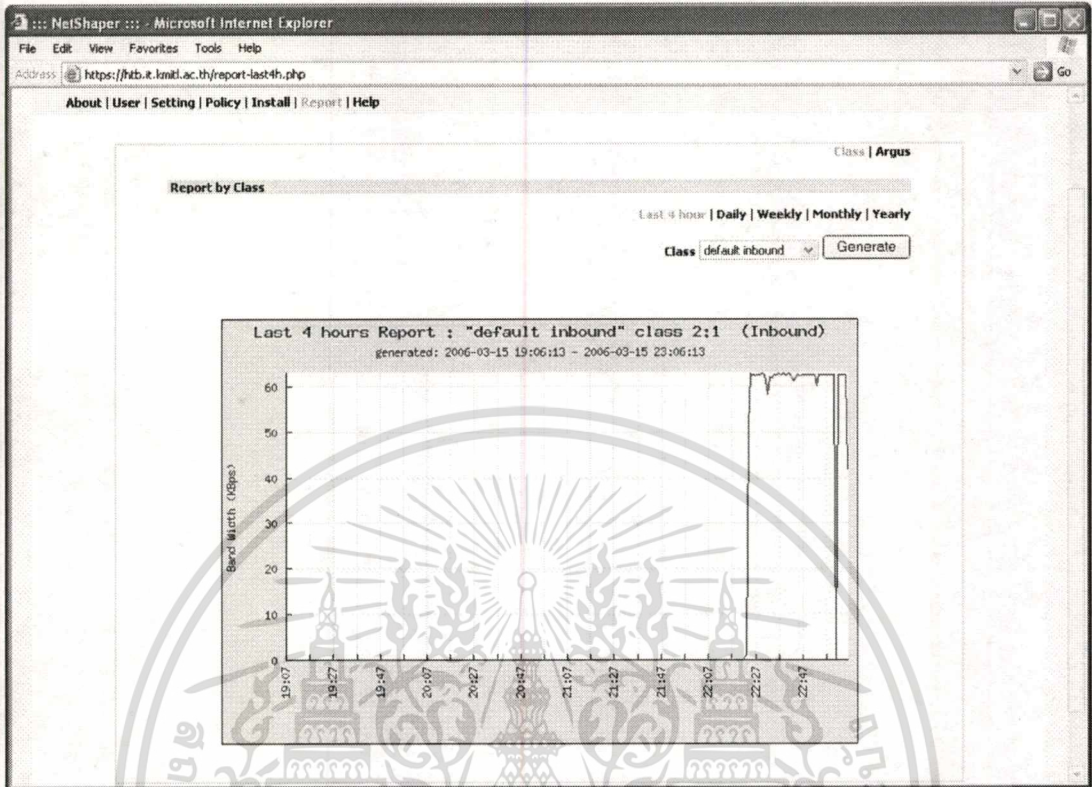 ::: NetShaper ::: - Microsoft Internet Explorer
File Edit View Favorites Tools Help
Address https://htb.it.kmitl.ac.th/report-last4h.php Go
About | User | Setting | Policy | Install | Report | Help
Class | Argus
Report by Class
Last 4 hour | Daily | Weekly | Monthly | Yearly
Class default inbound Generate
Last 4 hours Report : "default inbound" class 2:1 (Inbound)
generated: 2006-03-15 19:06:13 - 2006-03-15 23:06:13
Band Width (KBps)
60
50
40
30
20
10
0
19:07 19:27 19:47 20:07 20:27 20:47 21:07 21:27 21:47 22:07 22:27 22:47